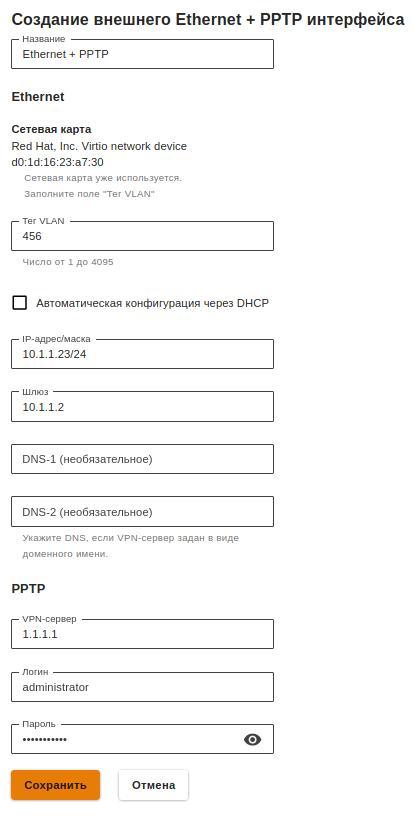 Создание внешнего Ethernet + PPTP интерфейса
Название
Ethernet + PPTP
Ethernet
Сетевая карта
Red Hat, Inc. Virtio network device
d0:1d:16:23:a7:30
Сетевая карта уже используется.
Заполните поле "Тег VLAN"
Тег VLAN
456
Число от 1 до 4095
Автоматическая конфигурация через DHCP
IP-адрес/маска
10.1.1.23/24
Шлюз
10.1.1.2
DNS-1 (необязательное)
DNS-2 (необязательное)
Укажите DNS, если VPN-сервер задан в виде
доменного имени.
PPTP
VPN-сервер
1.1.1.1
Логин
administrator
Пароль
•••••••••••
Сохранить Отмена